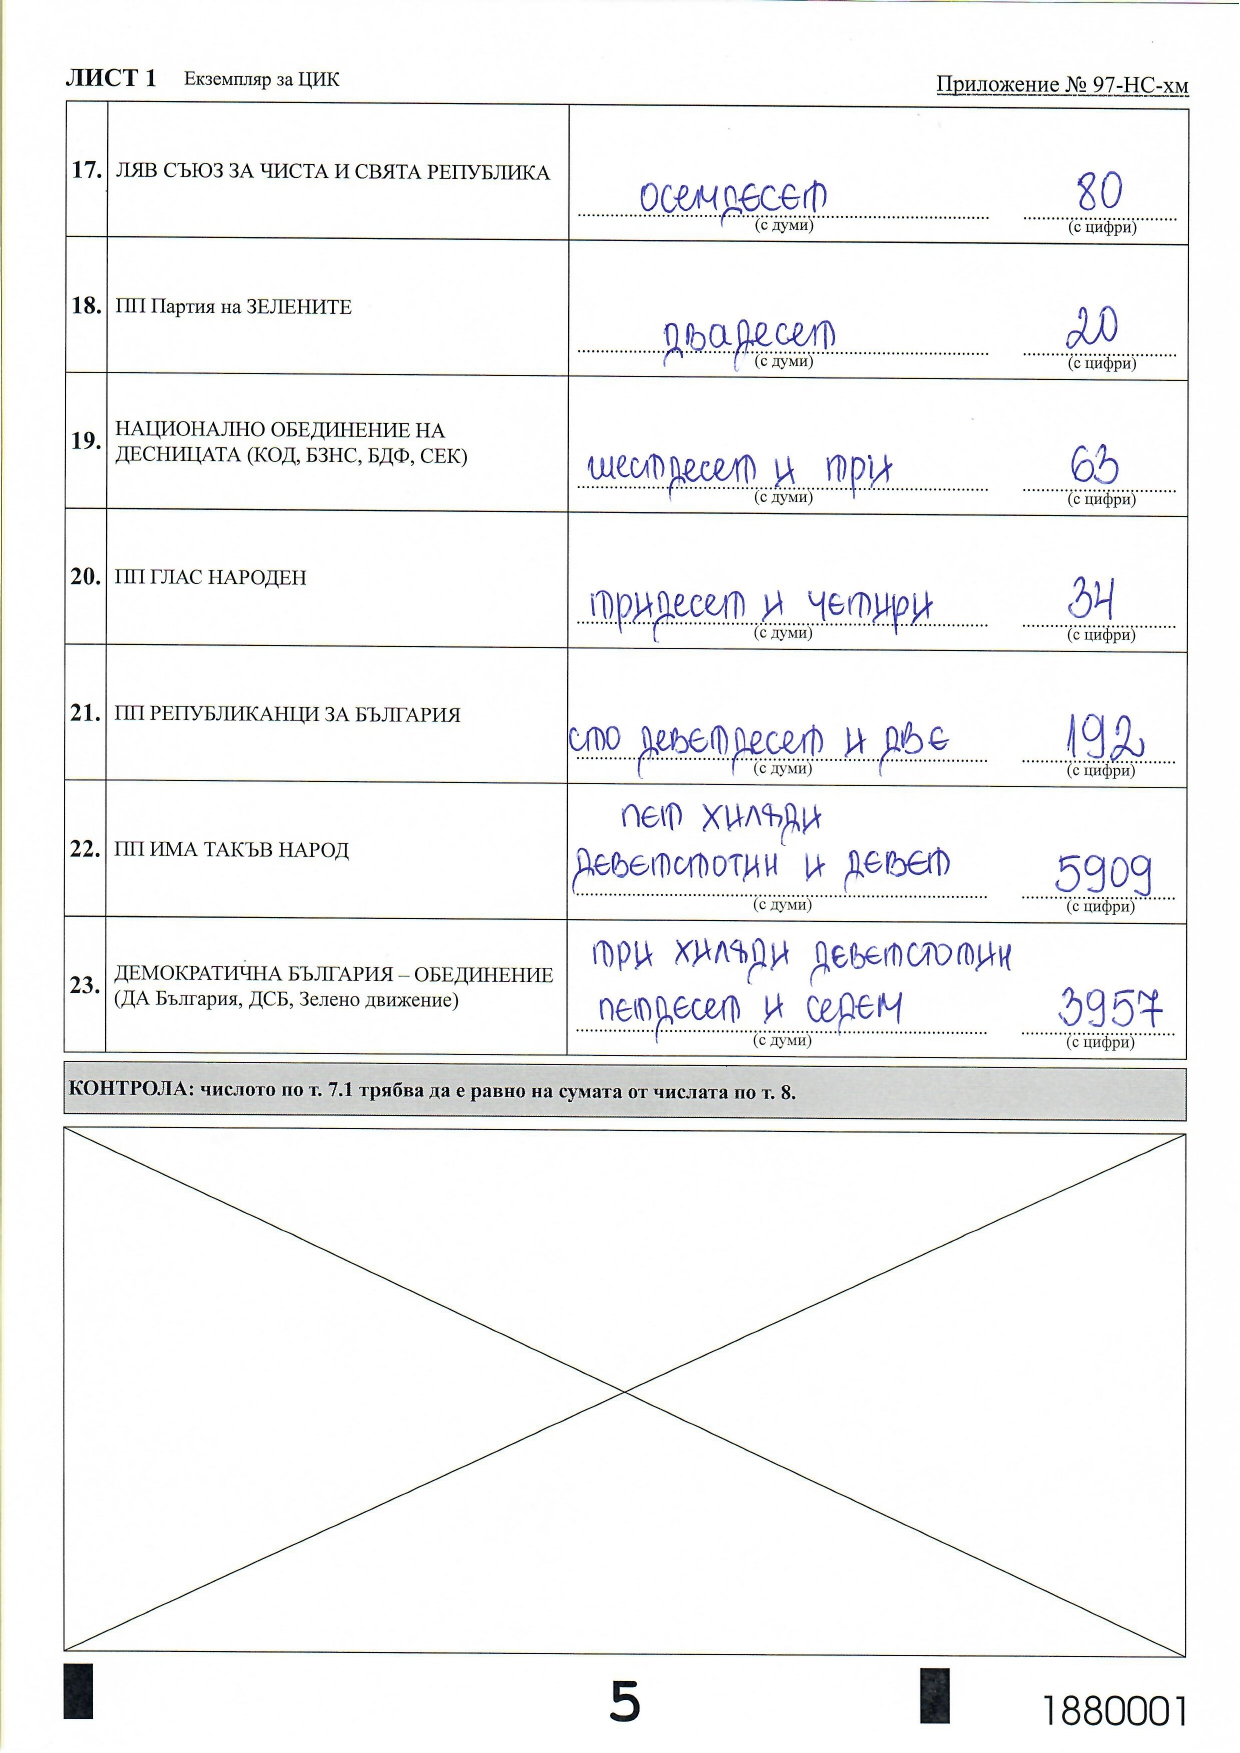 ЛИСТ 1 Екземпляр за ЦИК
Приложение № 97-НС-хм
17. ЛЯВ СЪЮЗ ЗА ЧИСТА И СВЯТА РЕПУБЛИКА
осемдесет 80
(с думи) (с цифри)
18. ПП Партия на ЗЕЛЕНИТЕ
двадесет 20
(с думи) (с цифри)
19. НАЦИОНАЛНО ОБЕДИНЕНИЕ НА
ДЕСНИЦАТА (КОД, БЗНС, БДФ, СЕК)
шестдесет и три 63
(с думи) (с цифри)
20. ПП ГЛАС НАРОДЕН
тридесет и четири 34
(с думи) (с цифри)
21. ПП РЕПУБЛИКАНЦИ ЗА БЪЛГАРИЯ
сто деветдесет и две 192
(с думи) (с цифри)
22. ПП ИМА ТАКЪВ НАРОД
пет хиляди
деветстотин и девет 5909
(с думи) (с цифри)
23. ДЕМОКРАТИЧНА БЪЛГАРИЯ – ОБЕДИНЕНИЕ
(ДА България, ДСБ, Зелено движение)
три хиляди деветстотин
петдесет и седем 3957
(с думи) (с цифри)
КОНТРОЛА: числото по т. 7.1 трябва да е равно на сумата от числата по т. 8.
5
1880001